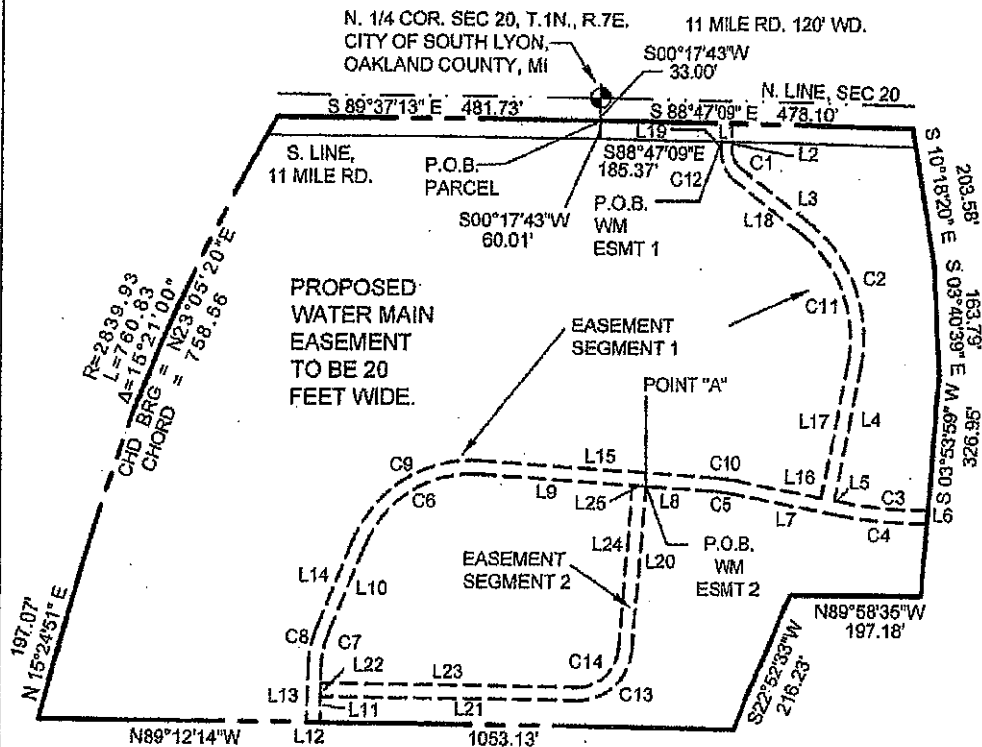 N. 1/4 COR. SEC 20, T.1N., R.7E.
CITY OF SOUTH LYON,
OAKLAND COUNTY, MI
11 MILE RD. 120' WD.
S00°17'43"W
33.00'
N. LINE, SEC 20
S 89°37'13" E 481.73'
S 88°47'09" E 478.10'
L19
L1
L2
S. LINE,
11 MILE RD.
P.O.B.
PARCEL
S88°47'09"E
185.37'
C12
C1
L3
L18
S00°17'43"W
60.01'
P.O.B.
WM
ESMT 1
S 10°18'20" E
203.58'
C2
C11
S 03°40'39" E
163.79'
R=2839.93
L=760.83
Δ=15°21'00"
CHD BRG = N23°05'20"E
CHORD = 758.56
PROPOSED
WATER MAIN
EASEMENT
TO BE 20
FEET WIDE.
EASEMENT
SEGMENT 1
POINT "A"
L17
L4
S 03°53'59" W
326.95'
C9
C6
L15
L9
C10
L16
L5
C3
L6
L25
L8
C5
L7
C4
L24
L20
P.O.B.
WM
ESMT 2
EASEMENT
SEGMENT 2
L14
L10
N89°58'35"W
197.18'
197.07'
N 15°24'51" E
C8
C7
C14
C13
S22°52'33"W
216.23'
L22
L23
L13
L11
L21
N89°12'14"W
L12
1053.13'